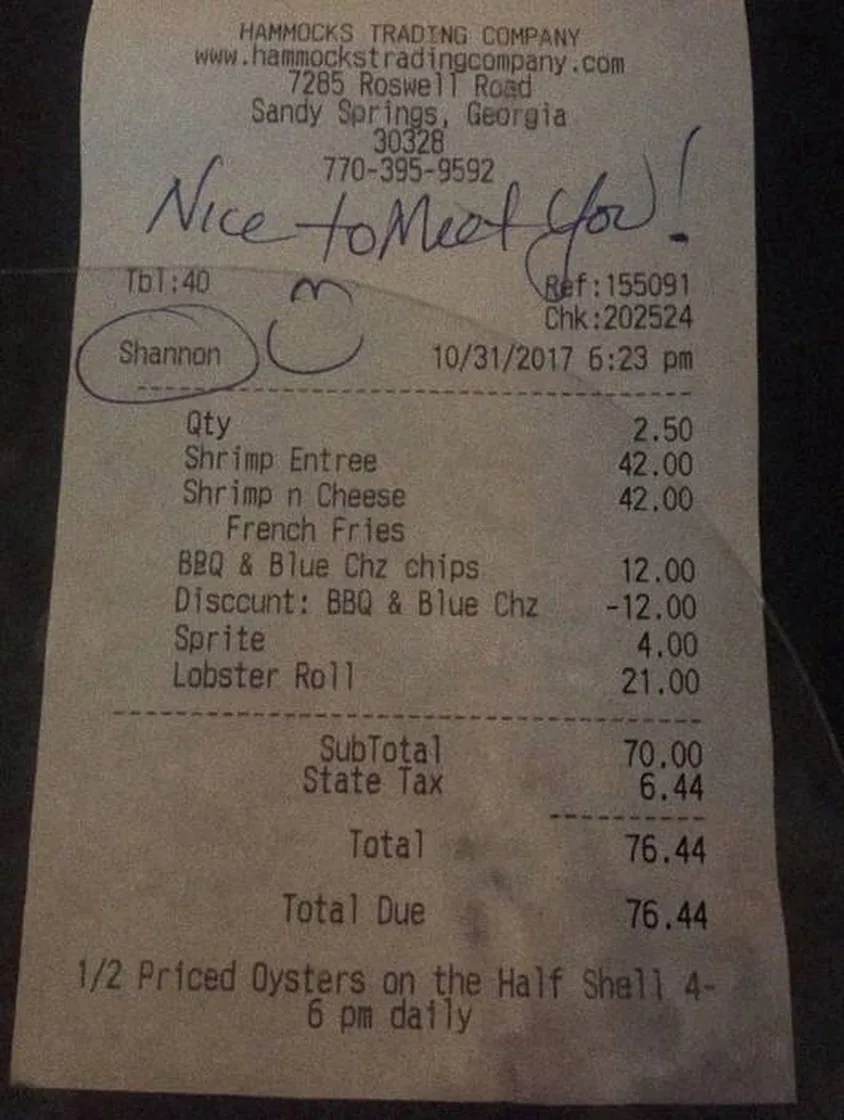 HAMMOCKS TRADING COMPANY
www.hammockstradingcompany.com
7285 Roswell Road
Sandy Springs, Georgia
30328
770-395-9592
Nice to Meet You!
Tbl:40 Ref:155091
Chk:202524
Shannon 10/31/2017 6:23 pm
Qty 2.50
Shrimp Entree 42.00
Shrimp n Cheese 42.00
French Fries
BBQ & Blue Chz chips 12.00
Disccunt: BBQ & Blue Chz -12.00
Sprite 4.00
Lobster Roll 21.00
SubTotal 70.00
State Tax 6.44
Total 76.44
Total Due 76.44
1/2 Priced Oysters on the Half Shell 4-
6 pm daily